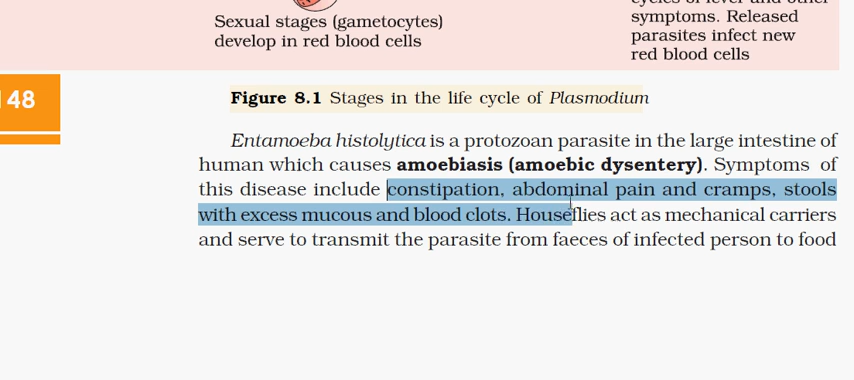 Sexual stages (gametocytes)
develop in red blood cells
symptoms. Released
parasites infect new
red blood cells
148
Figure 8.1 Stages in the life cycle of Plasmodium
Entamoeba histolytica is a protozoan parasite in the large intestine of
human which causes amoebiasis (amoebic dysentery). Symptoms of
this disease include constipation, abdominal pain and cramps, stools
with excess mucous and blood clots. Houseflies act as mechanical carriers
and serve to transmit the parasite from faeces of infected person to food